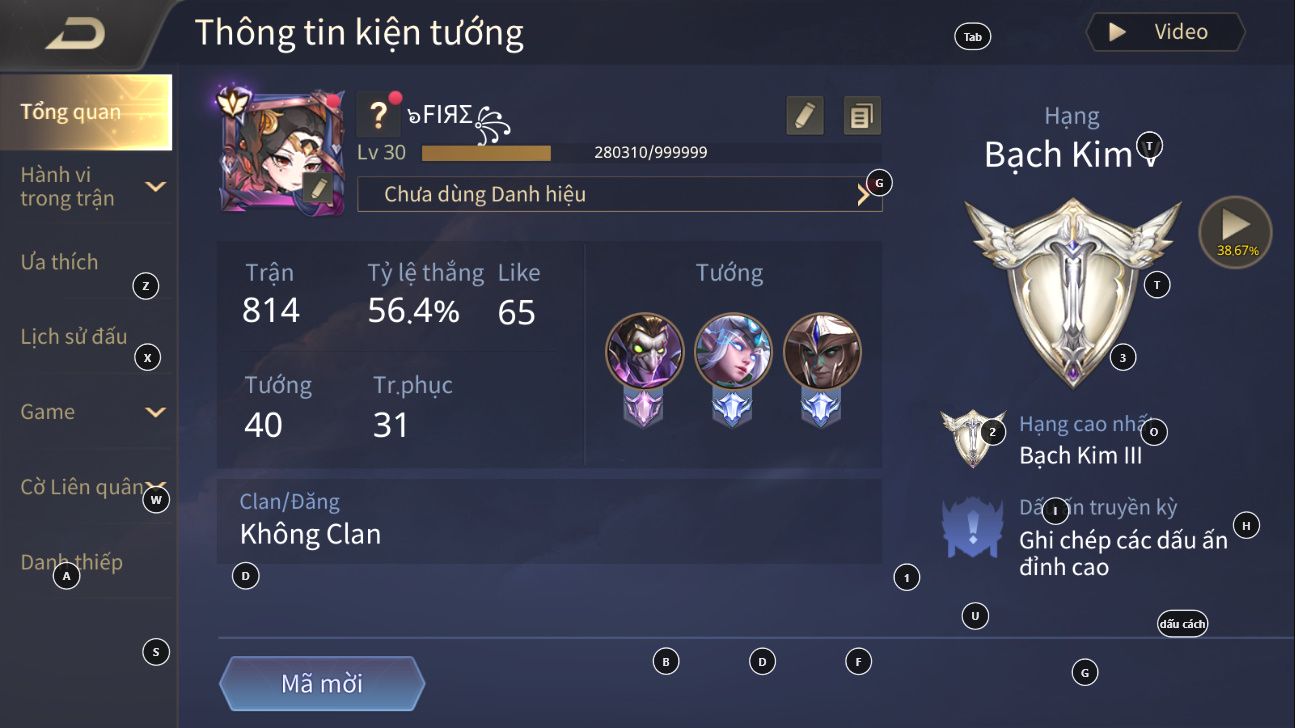 Thông tin kiện tướng
Tab
Video
Tổng quan
Hành vi
trong trận
Ưa thích
Z
Lịch sử đấu
X
Game
Cờ Liên quân
W
Danh thiếp
A
S
?
ঌFIЯΣ
Lv 30
280310/999999
Chưa dùng Danh hiệu
G
Trận
814
Tỷ lệ thắng
56.4%
Like
65
Tướng
40
Tr.phục
31
Tướng
Clan/Đăng
Không Clan
D
1
Hạng
Bạch Kim V
T
38.67%
T
3
2
Hạng cao nhất
O
Bạch Kim III
Dấu ấn truyền kỳ
I
H
Ghi chép các dấu ấn
đỉnh cao
U
dấu cách
Mã mời
B
D
F
G